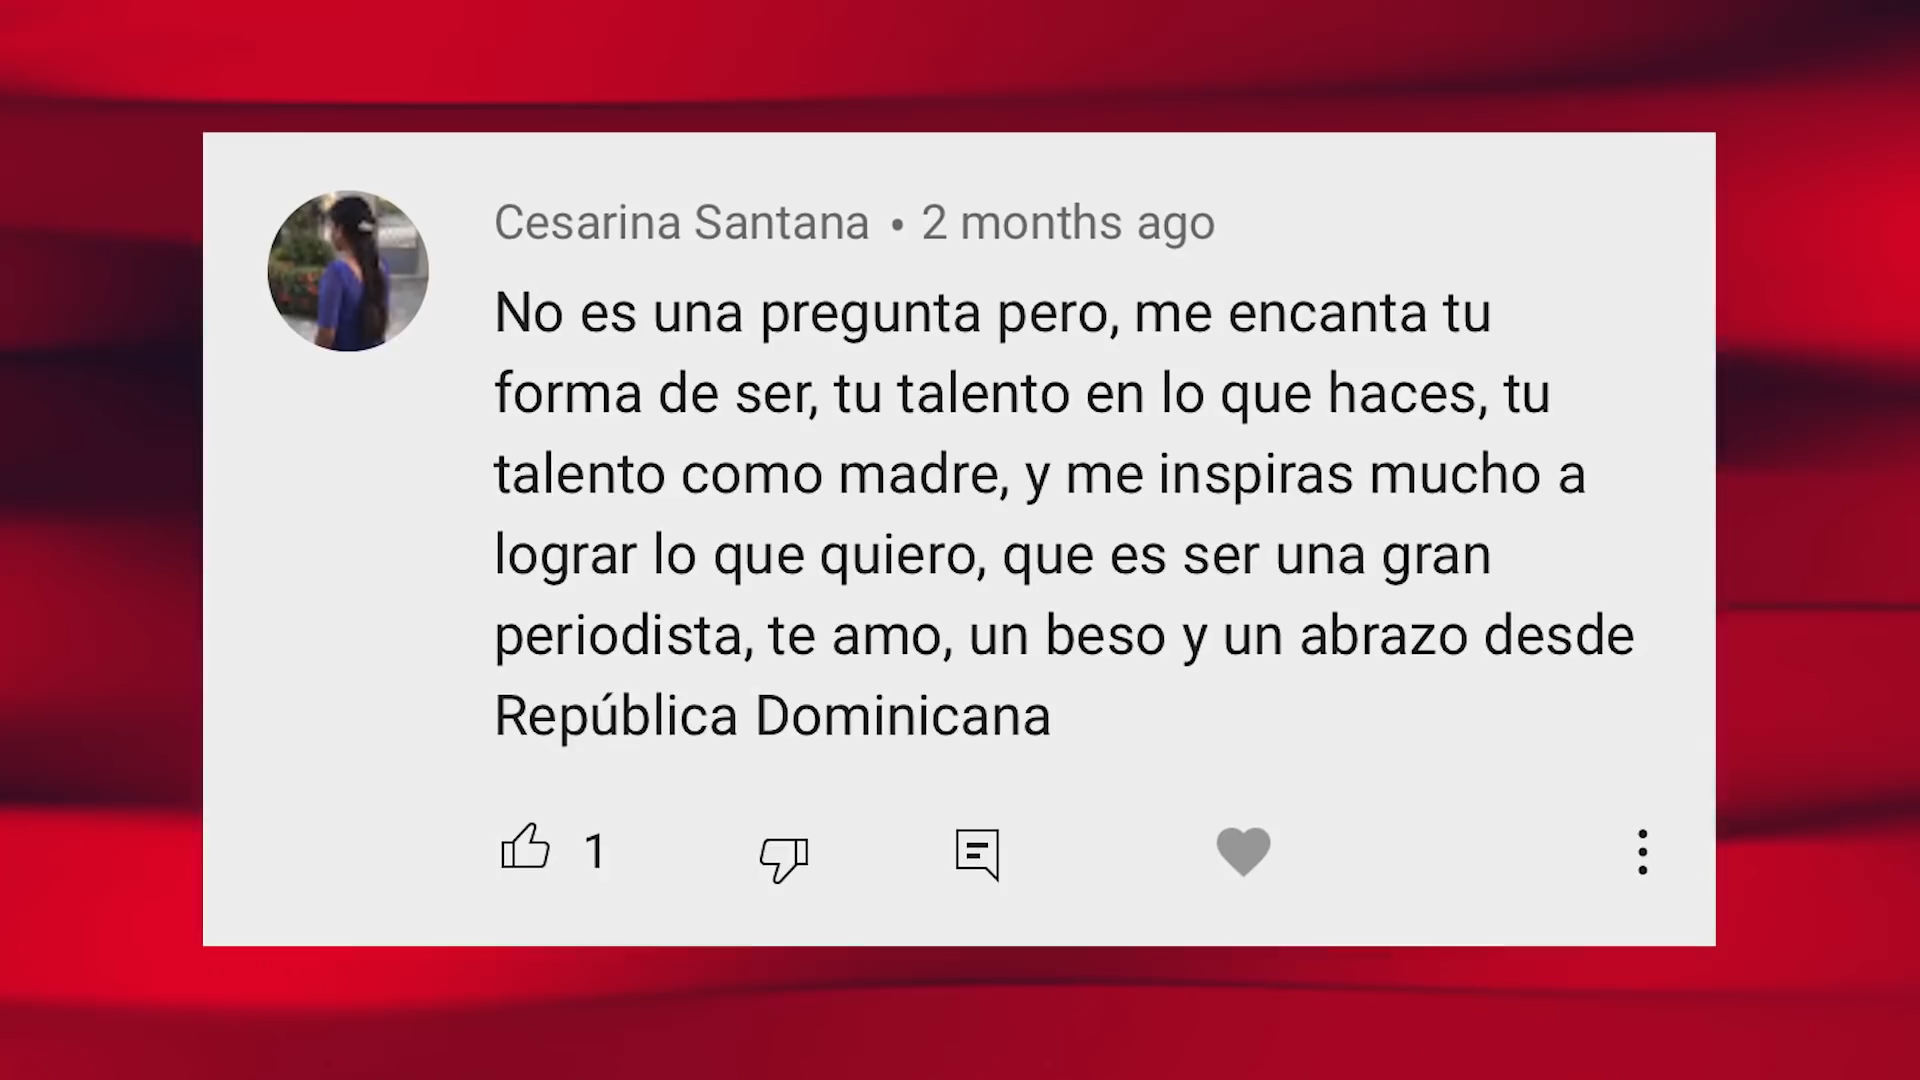 Cesarina Santana • 2 months ago
No es una pregunta pero, me encanta tu
forma de ser, tu talento en lo que haces, tu
talento como madre, y me inspiras mucho a
lograr lo que quiero, que es ser una gran
periodista, te amo, un beso y un abrazo desde
República Dominicana
1